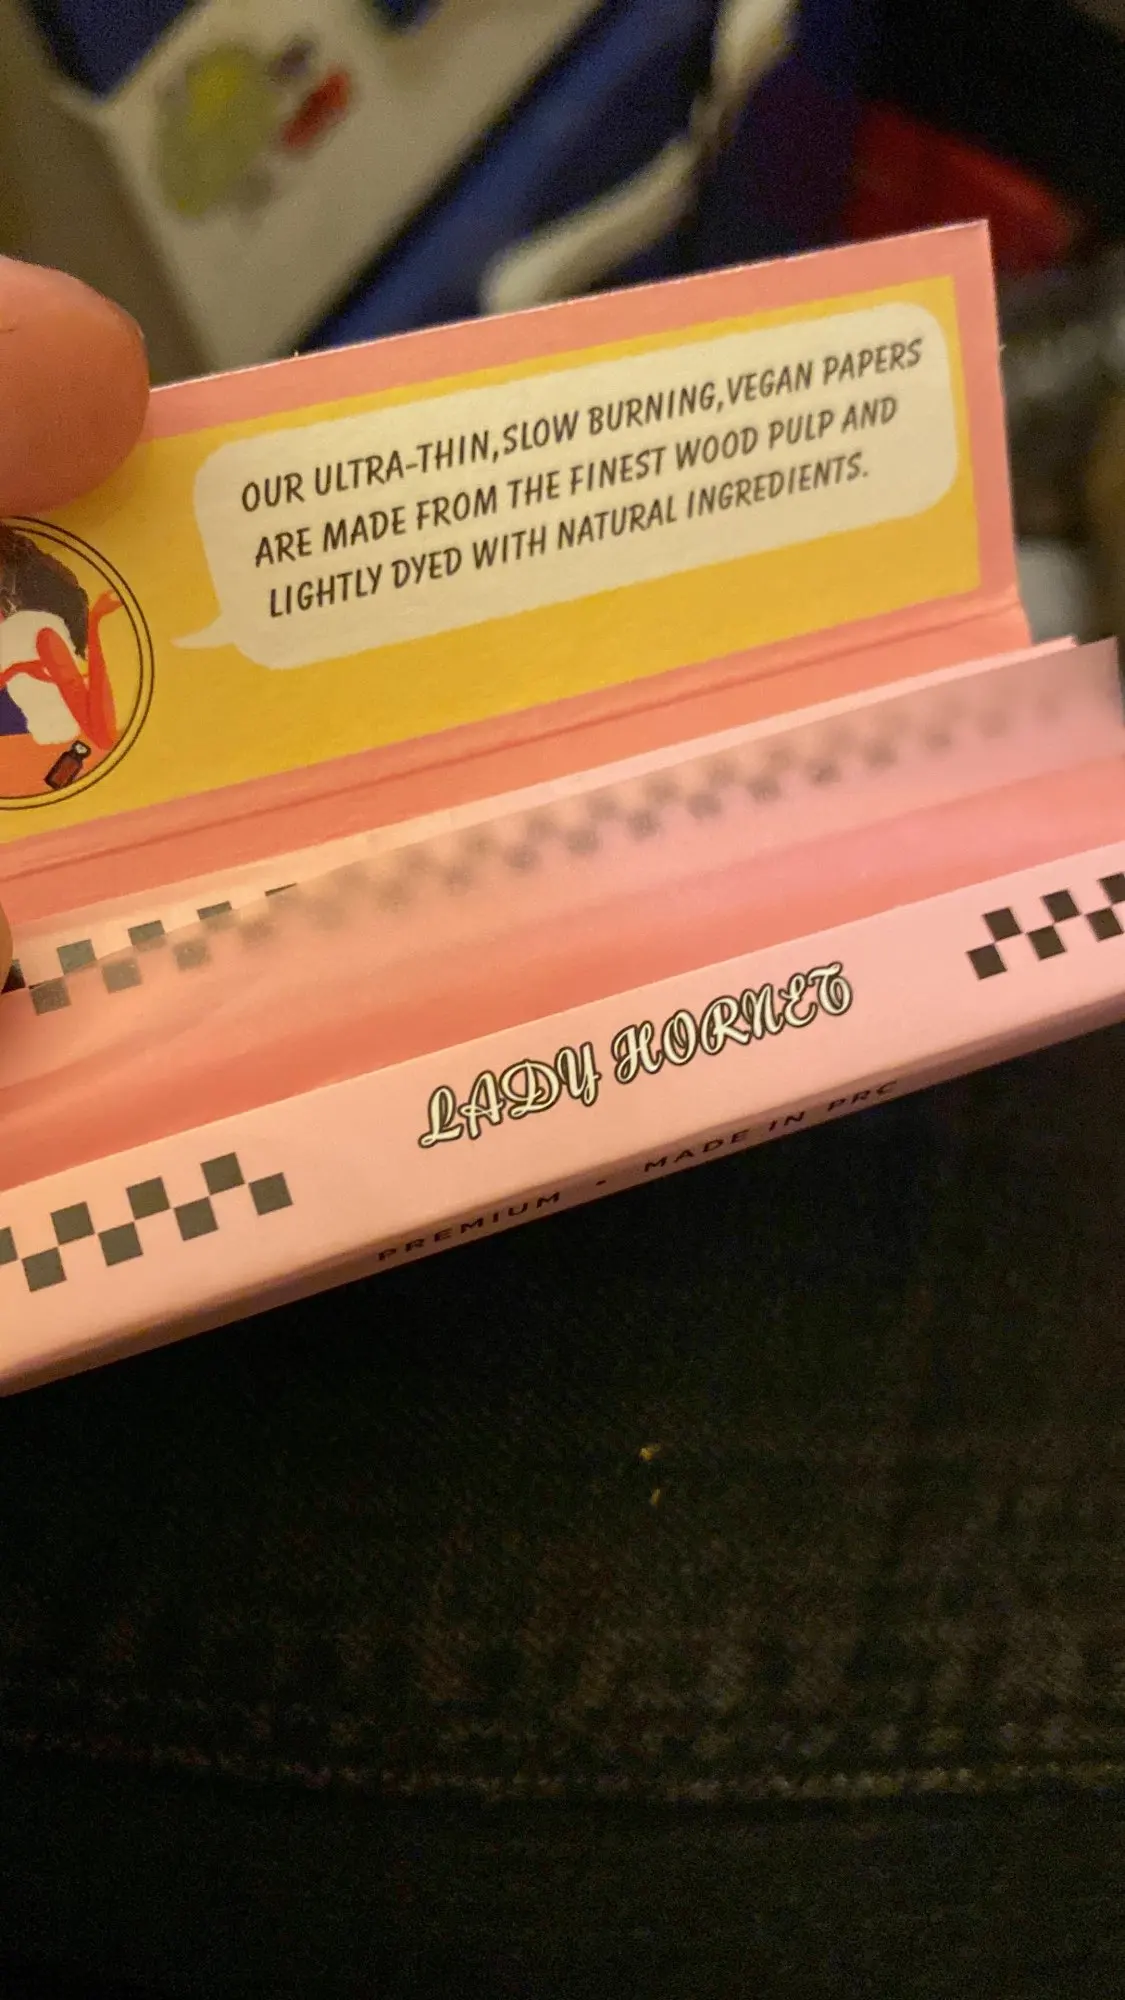 OUR ULTRA-THIN,SLOW BURNING,VEGAN PAPERS
ARE MADE FROM THE FINEST WOOD PULP AND
LIGHTLY DYED WITH NATURAL INGREDIENTS.
LADY HORNET
PREMIUM • MADE IN PRC